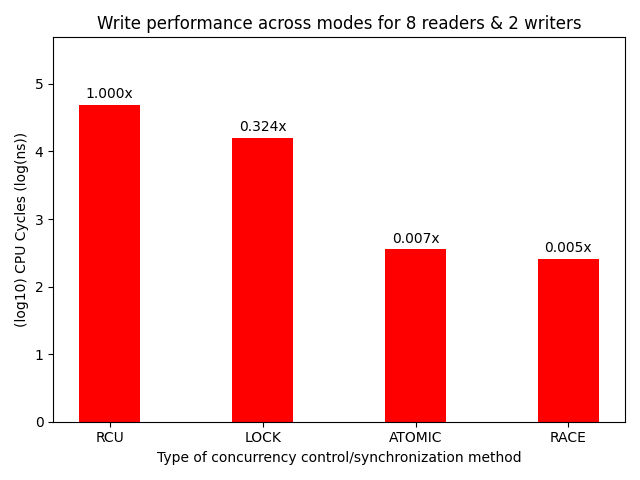 Write performance across modes for 8 readers & 2 writers
(log10) CPU Cycles (log(ns))
5
4
3
2
1
0
1.000x
0.324x
0.007x
0.005x
RCU
LOCK
ATOMIC
RACE
Type of concurrency control/synchronization method